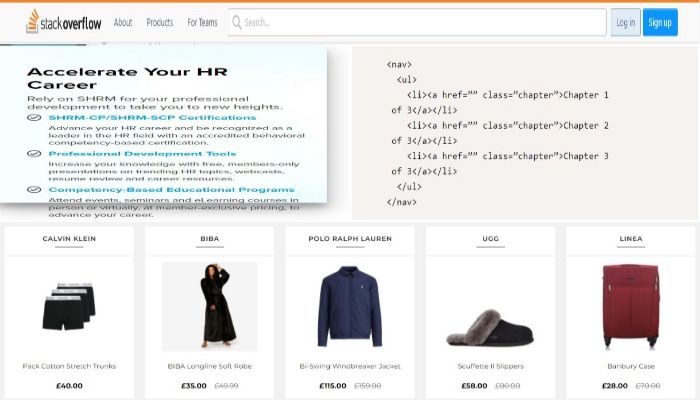 stackoverflow
About
Products
For Teams
Search...
Log in
Sign up
Accelerate Your HR
Career
Rely on SHRM for your professional
development to take you to new heights.
SHRM-CP/SHRM-SCP Certifications
Advance your HR career and be recognized as a
leader in the HR field with an accredited behavioral
competency-based certification.
Professional Development Tools
Increase your knowledge with free, members-only
presentations on trending HR topics, webcasts,
resume review and career resources.
Competency-Based Educational Programs
Attend events, seminars and eLearning courses in
person or virtually, at member-exclusive pricing, to
advance your career.
<nav>
<ul>
<li><a href="" class="chapter">Chapter 1
of 3</a></li>
<li><a href="" class="chapter">Chapter 2
of 3</a></li>
<li><a href="" class="chapter">Chapter 3
of 3</a></li>
</ul>
</nav>
CALVIN KLEIN
Pack Cotton Stretch Trunks
£40.00
BIBA
BIBA Longline Soft Robe
£35.00 £49.99
POLO RALPH LAUREN
Bi-Swing Windbreaker Jacket
£115.00 £159.00
UGG
Scuffette II Slippers
£58.00 £80.00
LINEA
Banbury Case
£28.00 £70.00